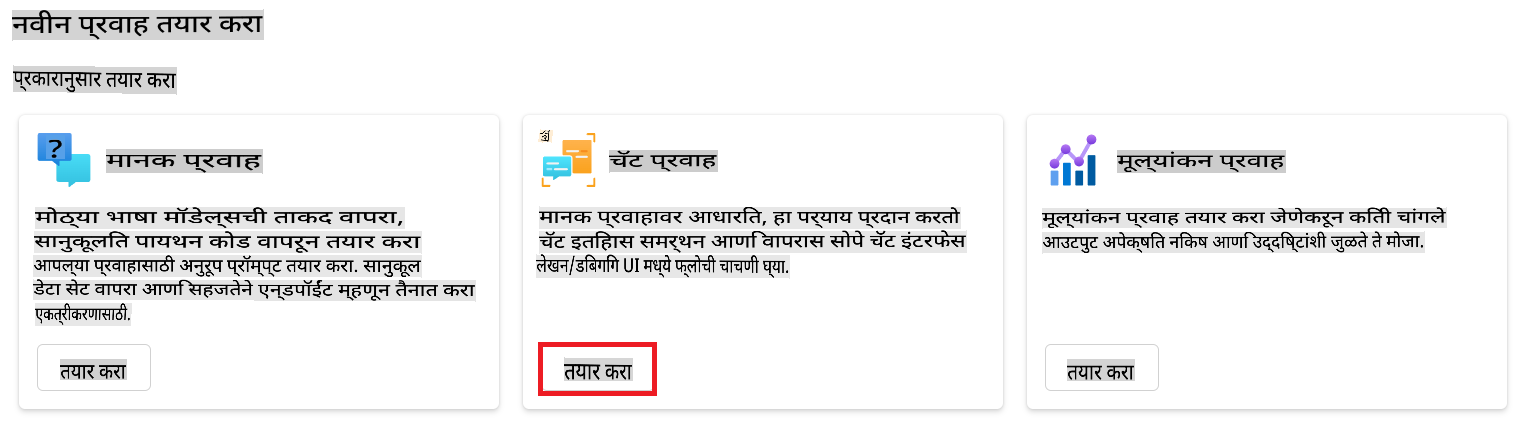 नवीन प्रवाह तयार करा
प्रकारानुसार तयार करा
मानक प्रवाह
मोठ्या भाषा मॉडेल्सची ताकद वापरा,
सानुकूलित पायथन कोड वापरून तयार करा
आपल्या प्रवाहासाठी अनुरूप प्रॉम्प्ट तयार करा. सानुकूल
डेटा सेट वापरा आणि सहजतेने एन्डपॉईंट म्हणून तैनात करा
एकत्रीकरणासाठी.
तयार करा
चॅट प्रवाह
मानक प्रवाहावर आधारित, हा पर्याय प्रदान करतो
चॅट इतिहास समर्थन आणि वापरास सोपे चॅट इंटरफेस
लेखन/डिबगिंग UI मध्ये फ्लोची चाचणी घ्या.
तयार करा
मूल्यांकन प्रवाह
मूल्यांकन प्रवाह तयार करा जेणेकरून किती चांगले
आउटपुट अपेक्षित निकष आणि उद्दिष्टांशी जुळते ते मोजा.
तयार करा